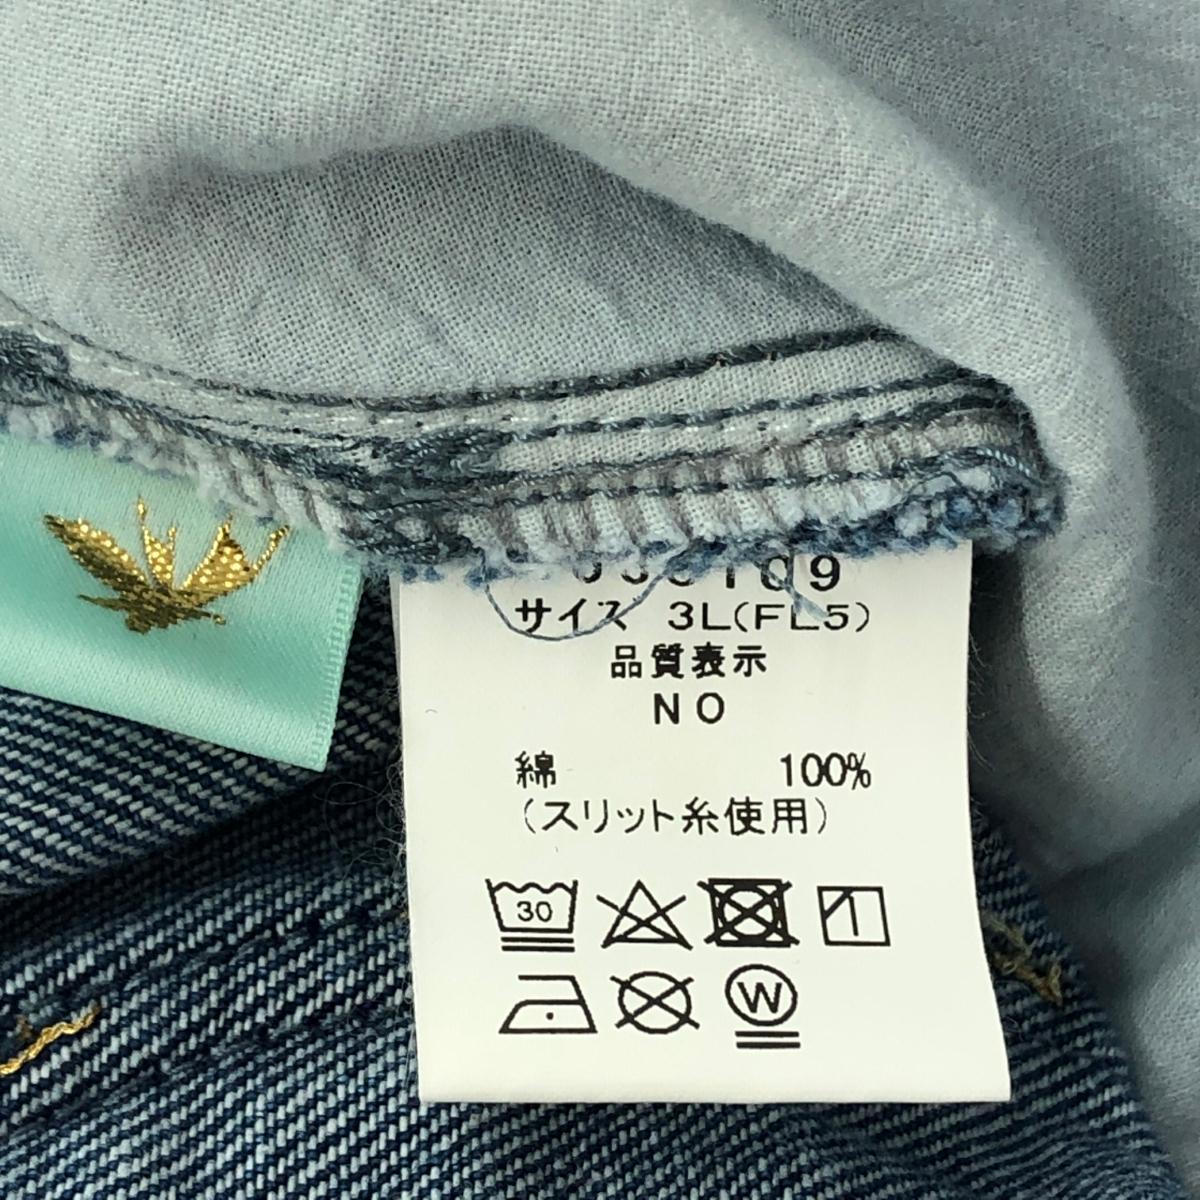 サイズ 3L(FL5)
品質表示
NO
綿 100%
(スリット糸使用)
30
W